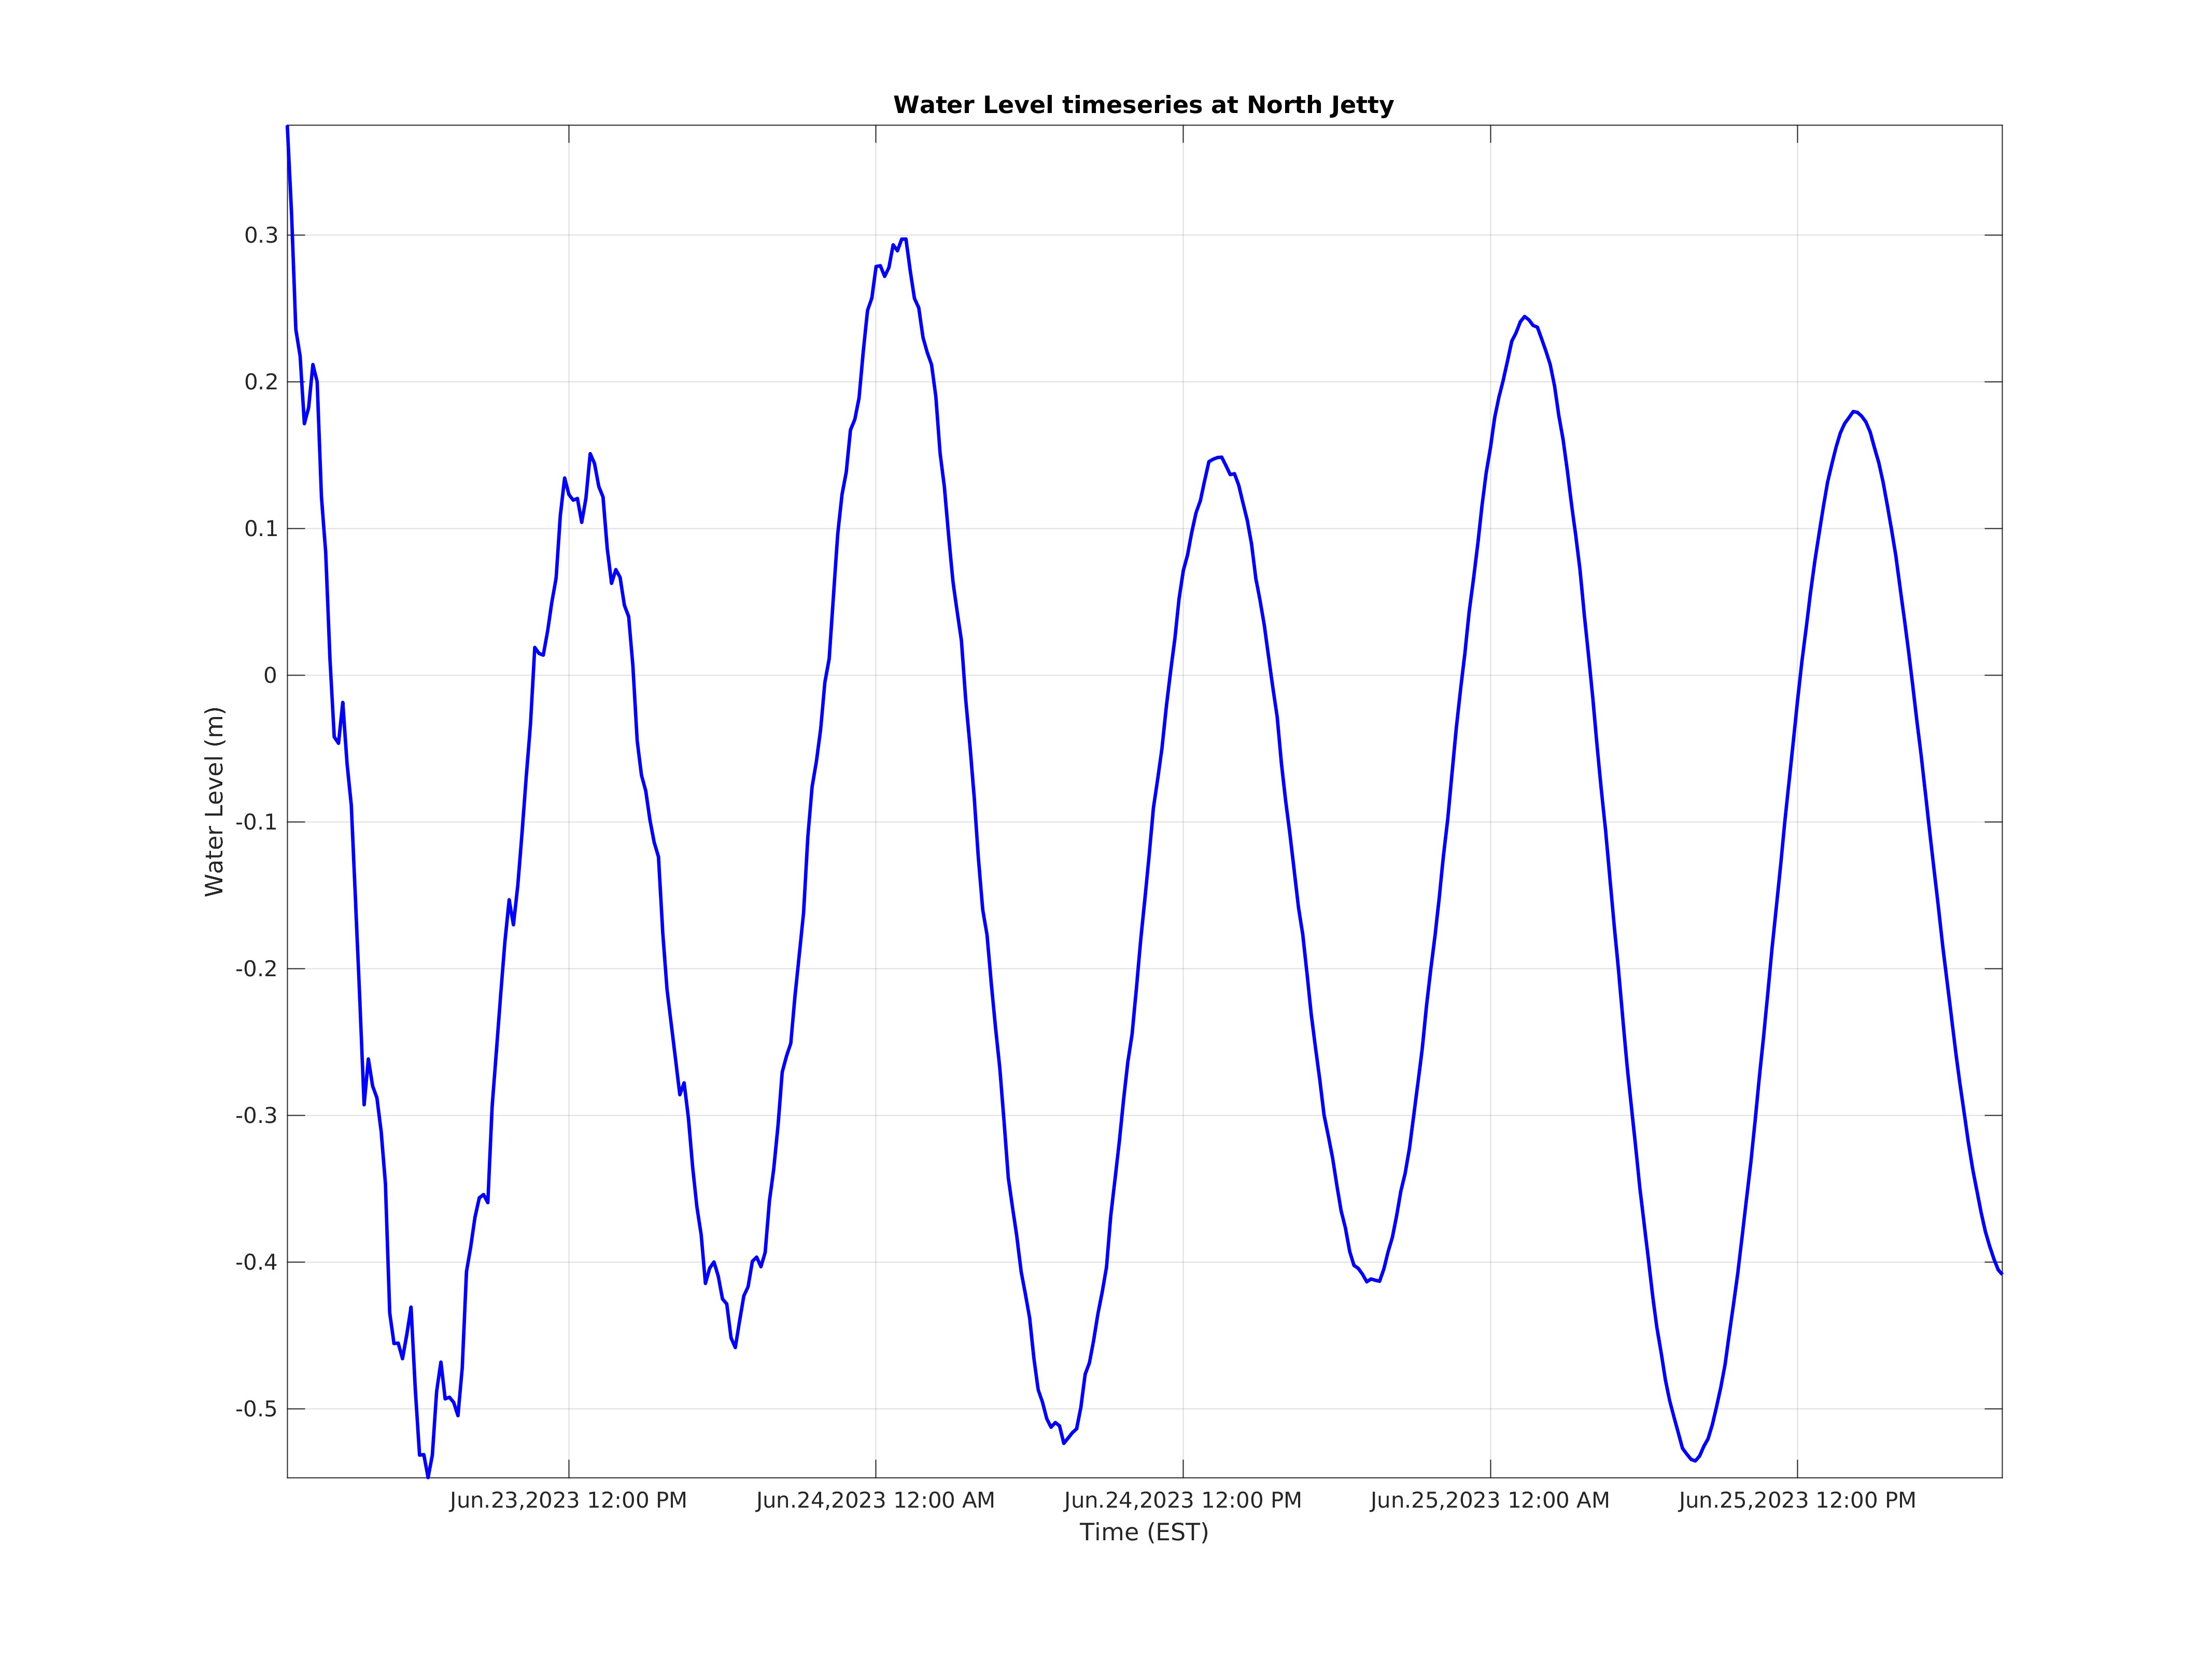 Water Level timeseries at North Jetty
0.3
0.2
0.1
0
-0.1
-0.2
-0.3
-0.4
-0.5
Water Level (m)
Jun.23,2023 12:00 PM
Jun.24,2023 12:00 AM
Jun.24,2023 12:00 PM
Jun.25,2023 12:00 AM
Jun.25,2023 12:00 PM
Time (EST)